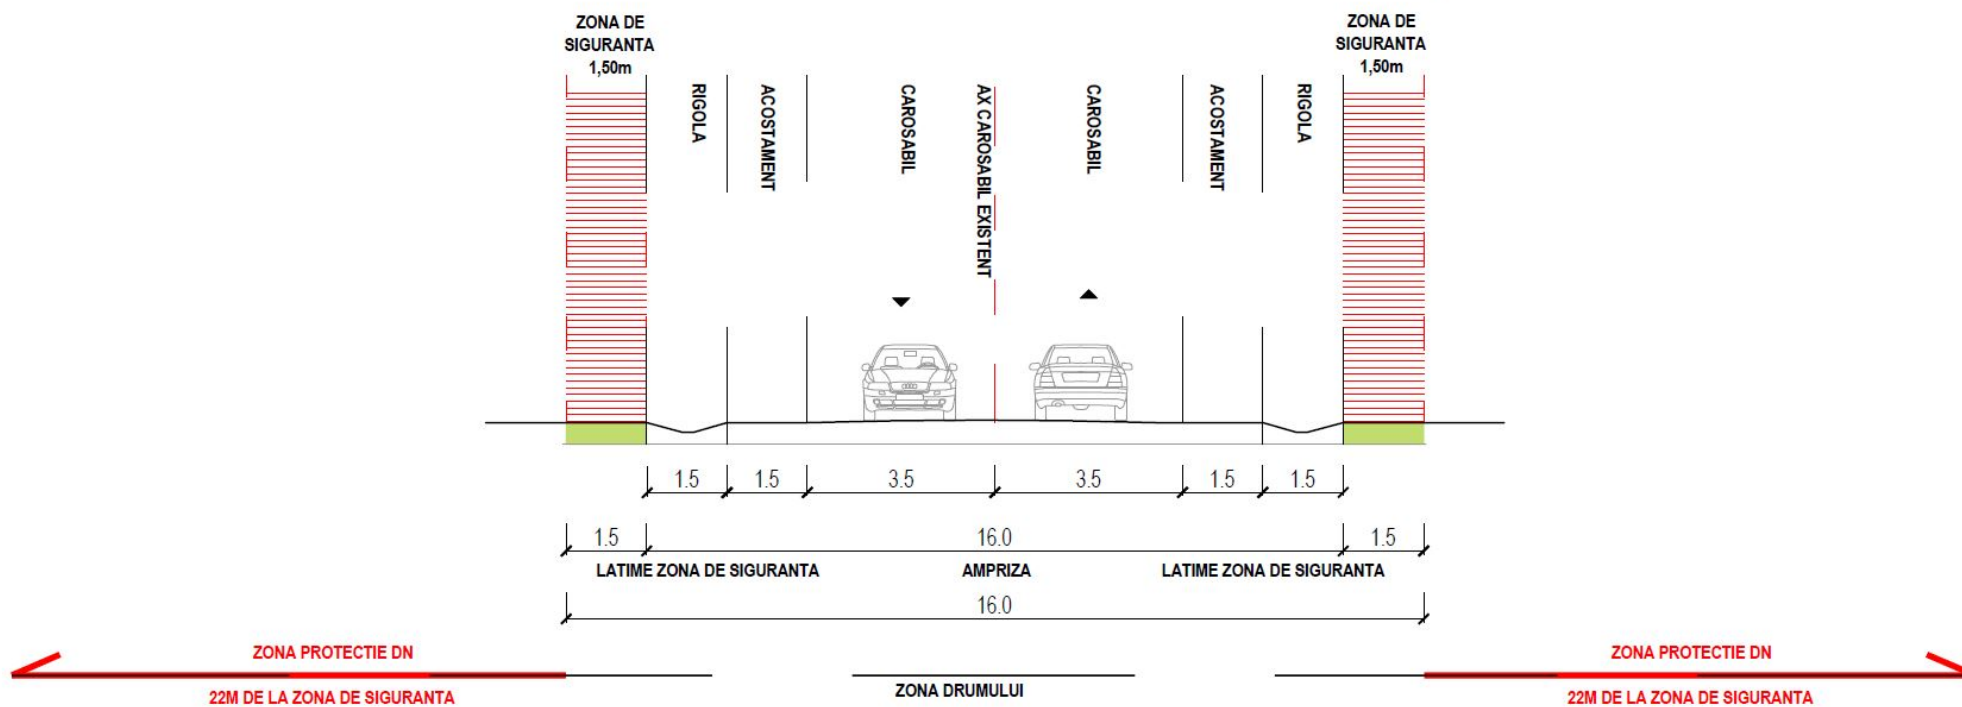 ZONA DE
SIGURANTA
1,50m
ZONA DE
SIGURANTA
1,50m
RIGOLA
ACOSTAMENT
CAROSABIL
AX CAROSABIL EXISTENT
CAROSABIL
ACOSTAMENT
RIGOLA
1.5 1.5 3.5 3.5 1.5 1.5
1.5 16.0 1.5
LATIME ZONA DE SIGURANTA AMPRIZA LATIME ZONA DE SIGURANTA
16.0
ZONA PROTECTIE DN ZONA PROTECTIE DN
22M DE LA ZONA DE SIGURANTA ZONA DRUMULUI 22M DE LA ZONA DE SIGURANTA